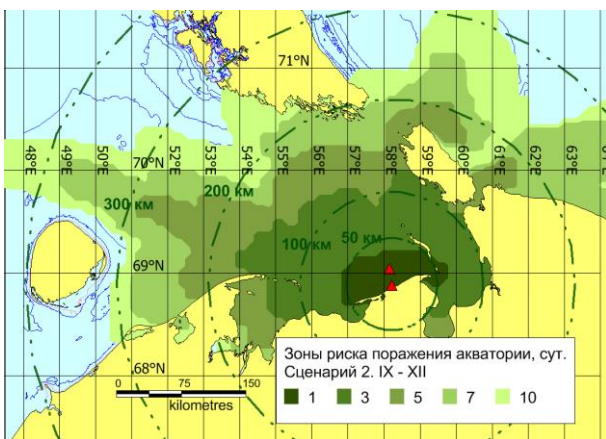 71°N
70°N
48°E
49°E
50°E
52°E
53°E
54°E
55°E
56°E
57°E
58°E
59°E
60°E
62°E
63°E
300 км
200 км
100 км
50 км
69°N
68°N
0 75 150
kilometres
Зоны риска поражения акватории, сут.
Сценарий 2. IX - XII
1 3 5 7 10